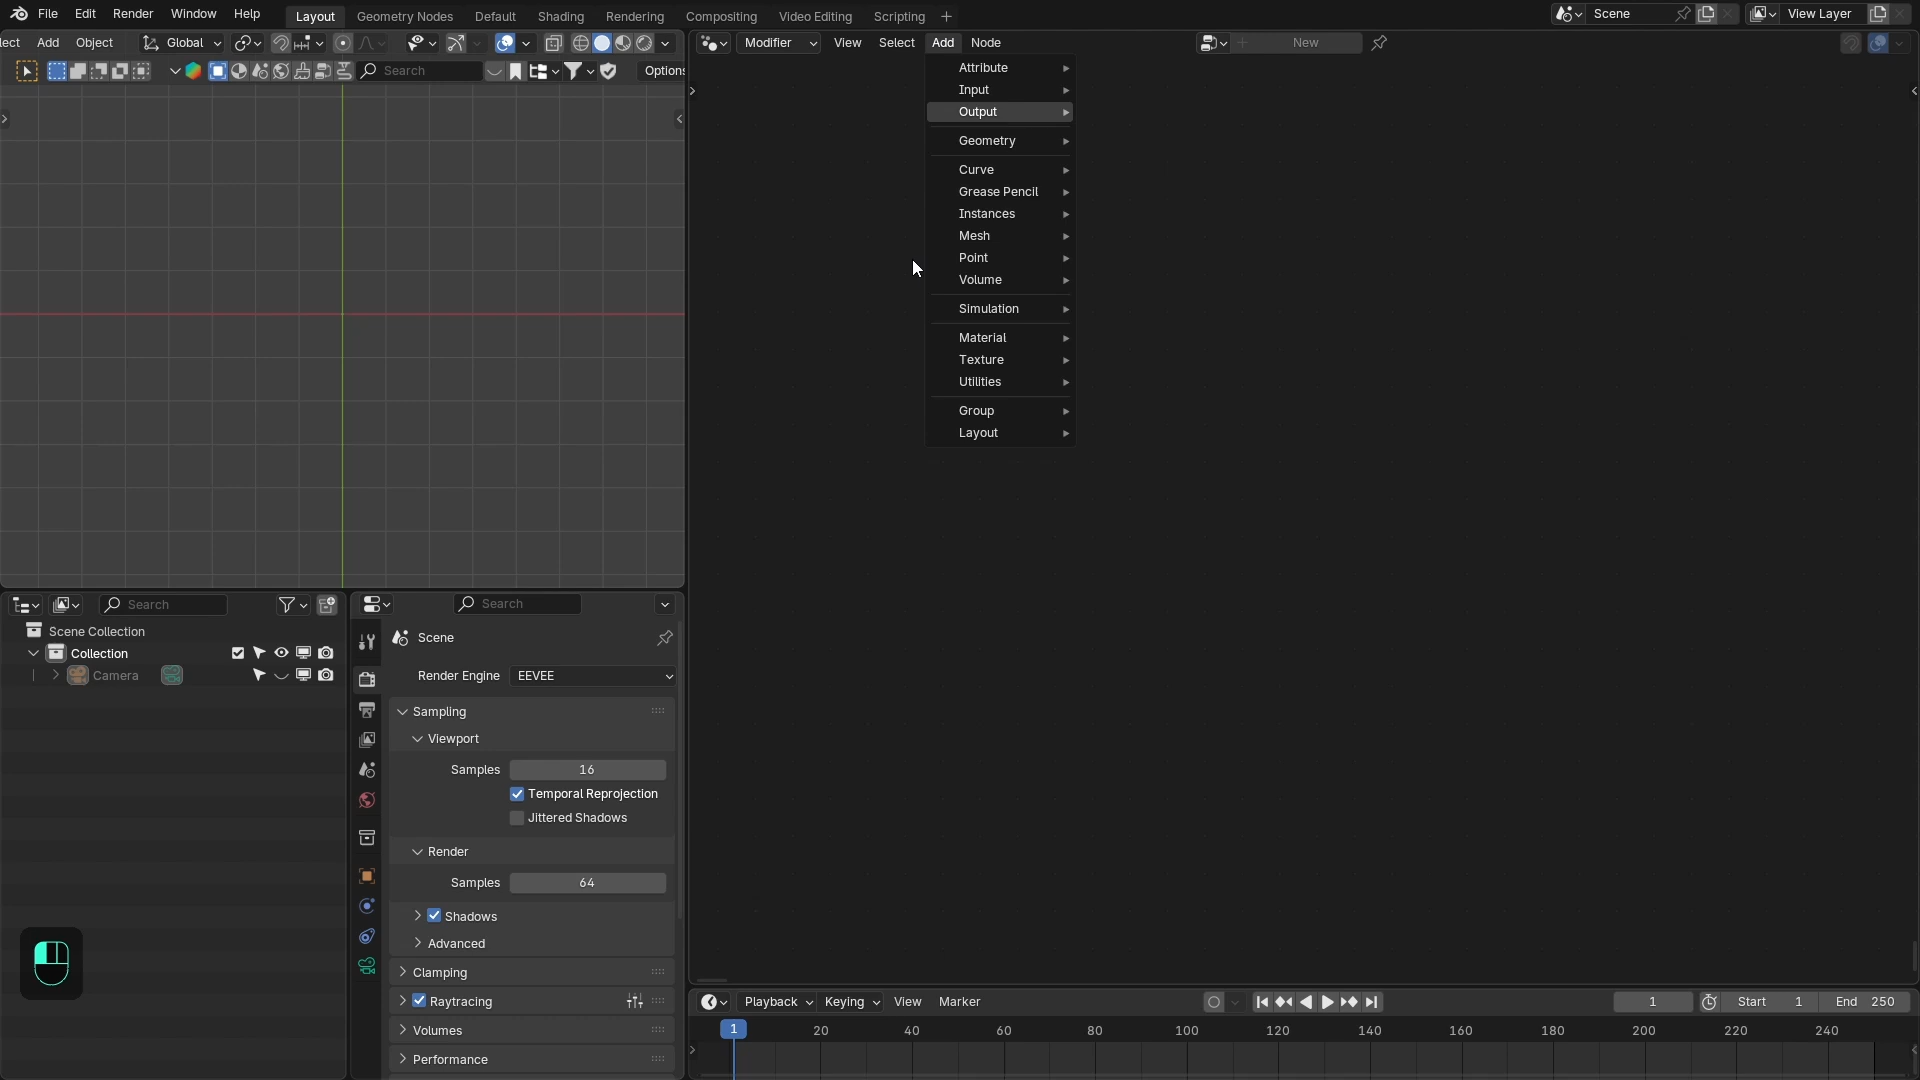 File Edit Render Window Help Layout Geometry Nodes Default Shading Rendering Compositing Video Editing Scripting + Scene View Layer
lect Add Object Global Modifier View Select Add Node New
Search Options
Attribute
Input
Output
Geometry
Curve
Grease Pencil
Instances
Mesh
Point
Volume
Simulation
Material
Texture
Utilities
Group
Layout
Search Search
Scene Collection
Collection
Camera
Scene
Render Engine EEVEE
Sampling
Viewport
Samples 16
Temporal Reprojection
Jittered Shadows
Render
Samples 64
Shadows
Advanced
Clamping
Raytracing
Volumes
Performance
Playback Keying View Marker 1 Start 1 End 250
1 20 40 60 80 100 120 140 160 180 200 220 240